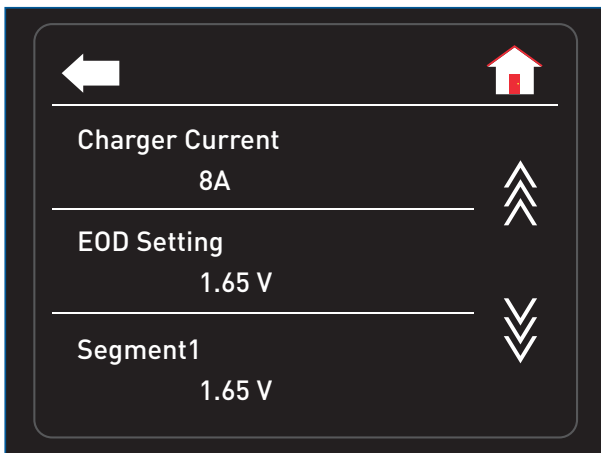 Charger Current
8A
EOD Setting
1.65 V
Segment1
1.65 V